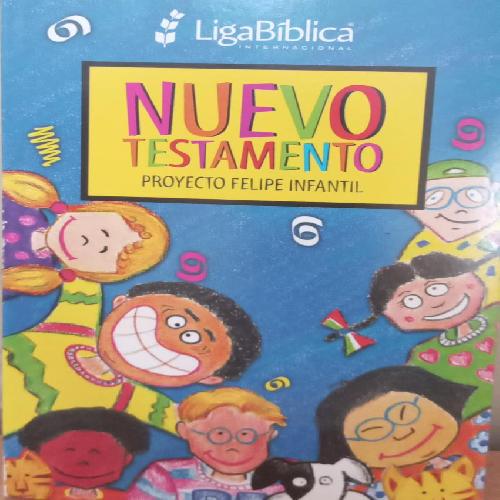 LigaBíblica
INTERNACIONAL
NUEVO
TESTAMENTO
PROYECTO FELIPE INFANTIL